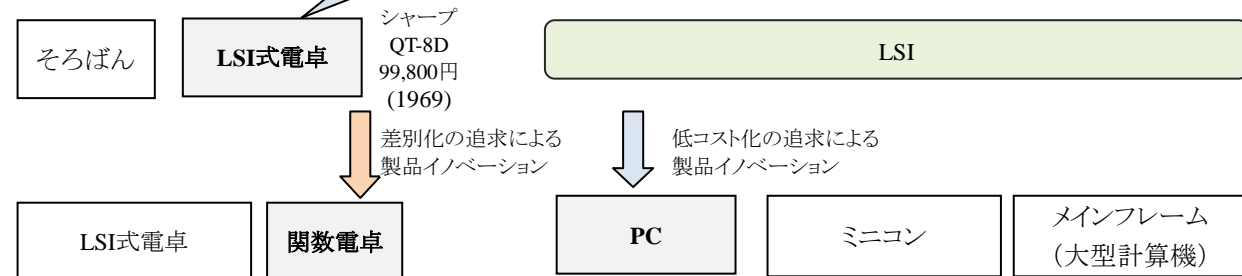 そろばん
LSI式電卓
シャープ
QT-8D
99,800円
(1969)
LSI
差別化の追求による
製品イノベーション
低コスト化の追求による
製品イノベーション
LSI式電卓
関数電卓
PC
ミニコン
メインフレーム
(大型計算機)